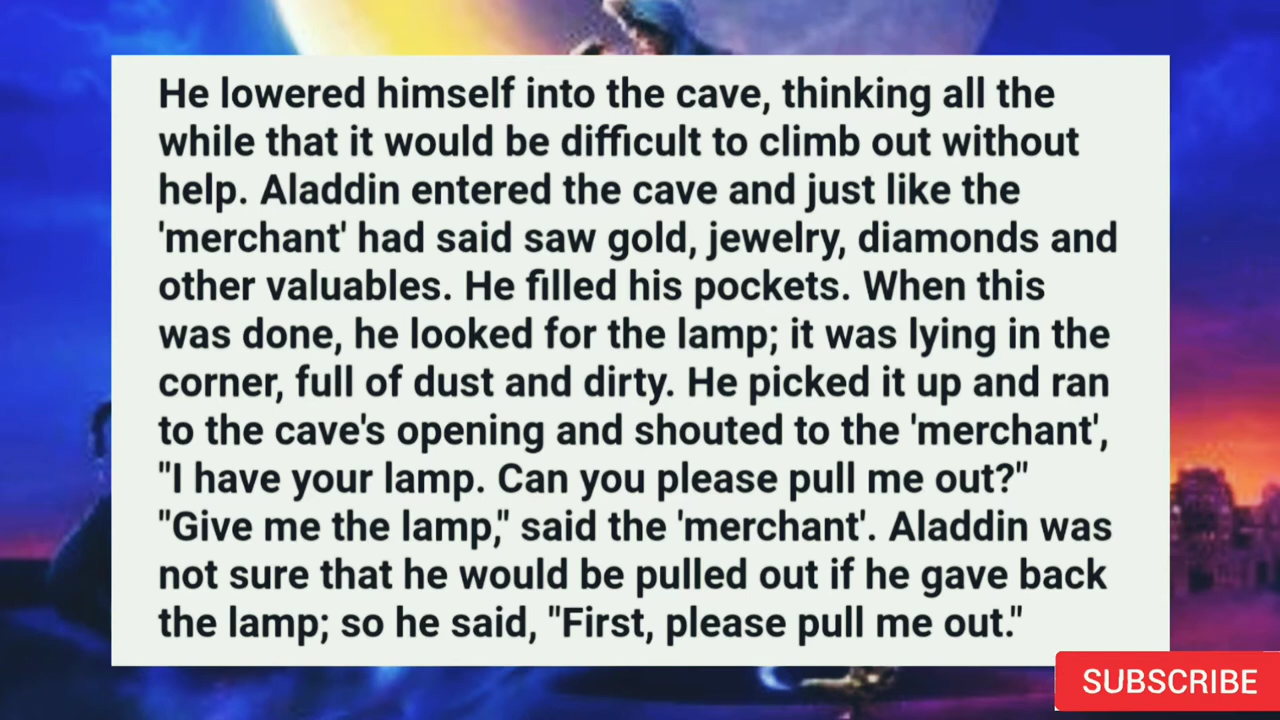 He lowered himself into the cave, thinking all the
while that it would be difficult to climb out without
help. Aladdin entered the cave and just like the
'merchant' had said saw gold, jewelry, diamonds and
other valuables. He filled his pockets. When this
was done, he looked for the lamp; it was lying in the
corner, full of dust and dirty. He picked it up and ran
to the cave's opening and shouted to the 'merchant',
"I have your lamp. Can you please pull me out?"
"Give me the lamp," said the 'merchant'. Aladdin was
not sure that he would be pulled out if he gave back
the lamp; so he said, "First, please pull me out."
SUBSCRIBE